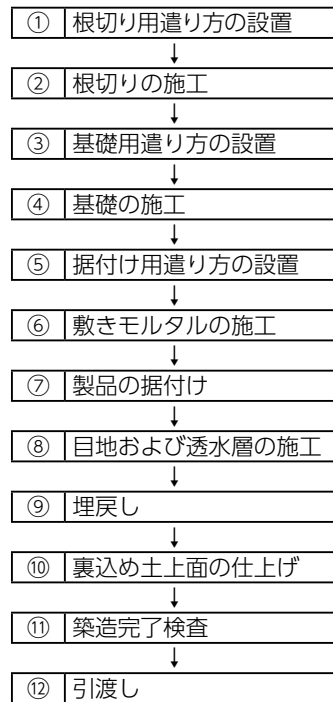 ① 根切り用遣り方の設置
↓
② 根切りの施工
↓
③ 基礎用遣り方の設置
↓
④ 基礎の施工
↓
⑤ 据付け用遣り方の設置
↓
⑥ 敷きモルタルの施工
↓
⑦ 製品の据付け
↓
⑧ 目地および透水層の施工
↓
⑨ 埋戻し
↓
⑩ 裏込め土上面の仕上げ
↓
⑪ 築造完了検査
↓
⑫ 引渡し